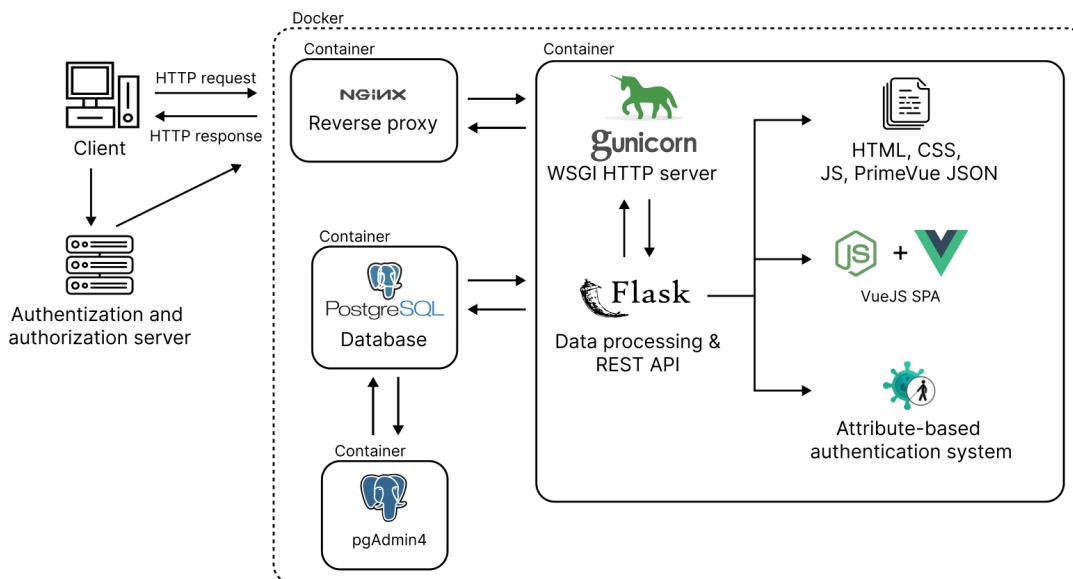 Docker
Container
NGINX
Reverse proxy
HTTP request
HTTP response
Client
Authentization and
authorization server
Container
PostgreSQL
Database
Container
pgAdmin4
Container
gunicorn
WSGI HTTP server
Flask
Data processing &
REST API
HTML, CSS,
JS, PrimeVue JSON
JS
+
VueJS SPA
Attribute-based
authentication system